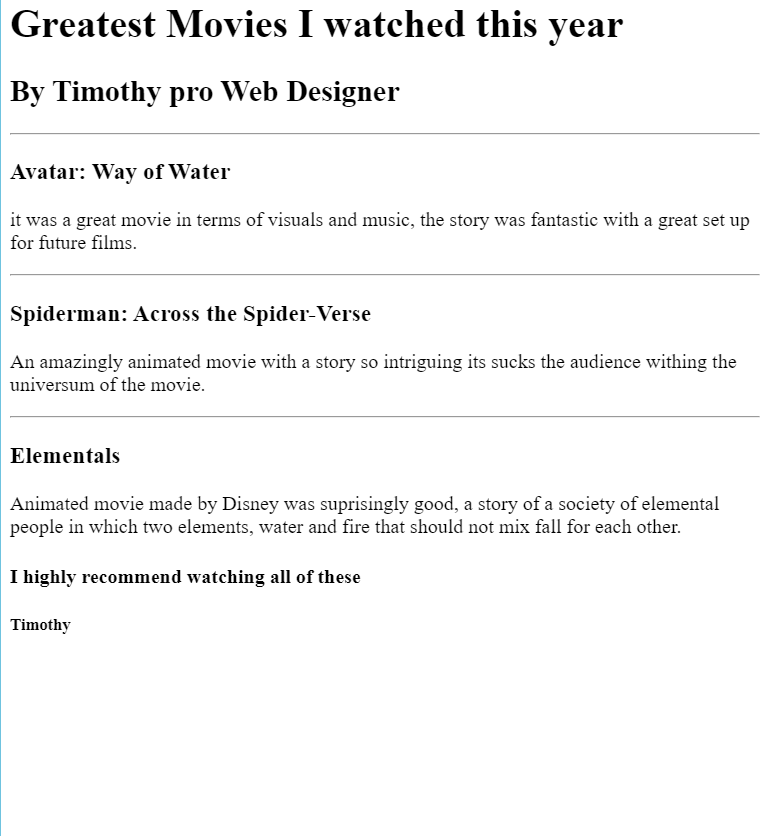 Greatest Movies I watched this year
By Timothy pro Web Designer
Avatar: Way of Water
it was a great movie in terms of visuals and music, the story was fantastic with a great set up
for future films.
Spiderman: Across the Spider-Verse
An amazingly animated movie with a story so intriguing its sucks the audience withing the
universum of the movie.
Elementals
Animated movie made by Disney was suprisingly good, a story of a society of elemental
people in which two elements, water and fire that should not mix fall for each other.
I highly recommend watching all of these
Timothy